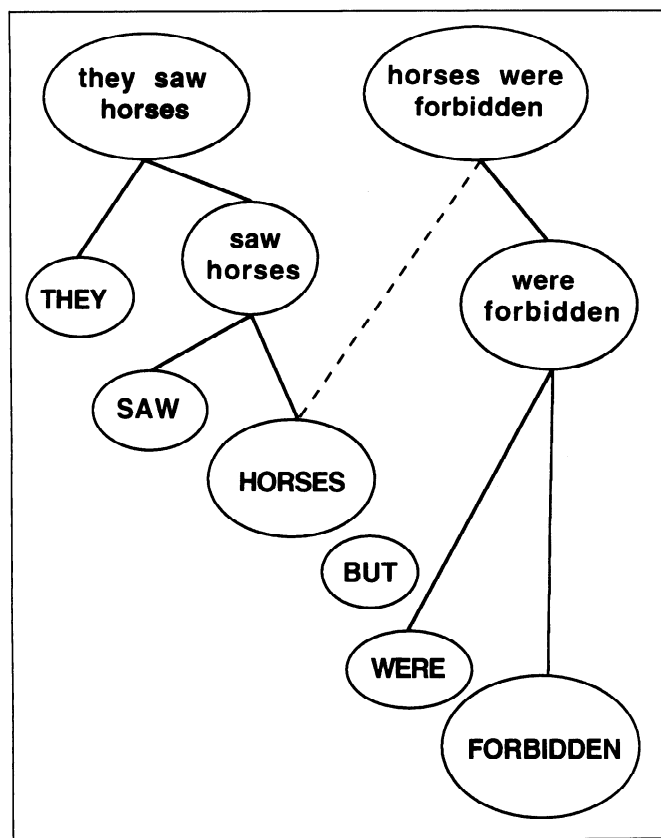 they saw
horses
horses were
forbidden
saw
horses
were
forbidden
THEY
SAW
HORSES
BUT
WERE
FORBIDDEN